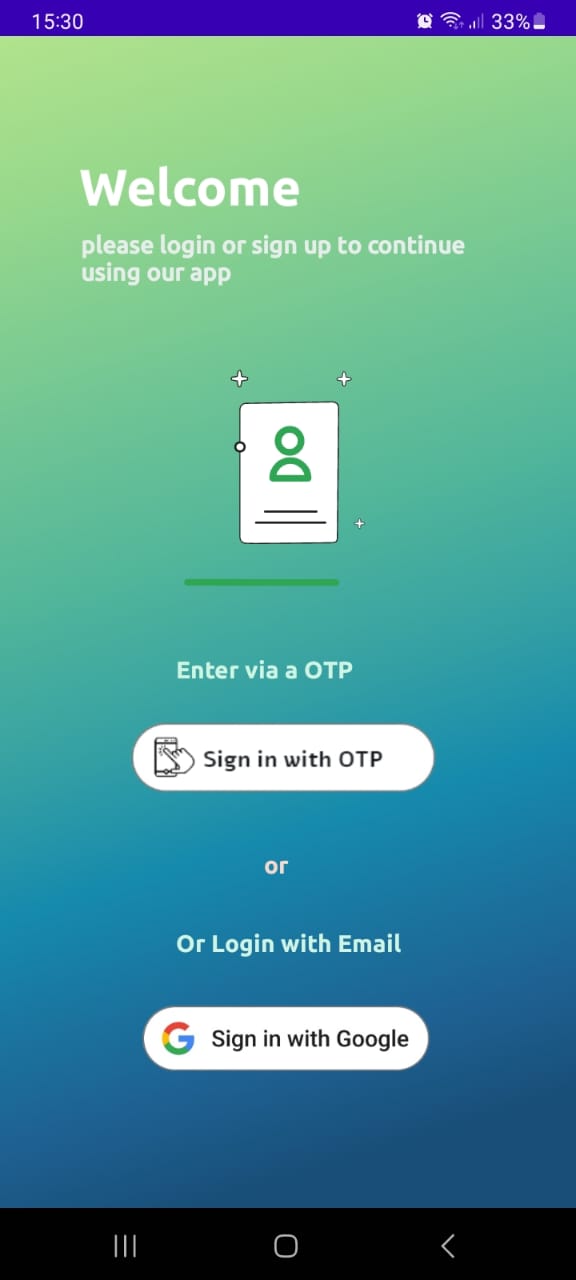 15:30 33%
Welcome
please login or sign up to continue
using our app
Enter via a OTP
Sign in with OTP
or
Or Login with Email
Sign in with Google